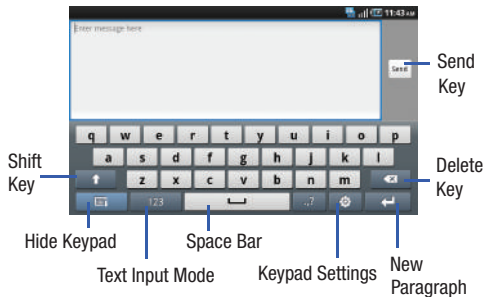 11:43 AM
Enter message here
Send
Send
Key
q w e r t y u i o p
a s d f g h j k l
Shift
Key
z x c v b n m
Delete
Key
123
..?
Hide Keypad
Space Bar
Text Input Mode
Keypad Settings
New
Paragraph